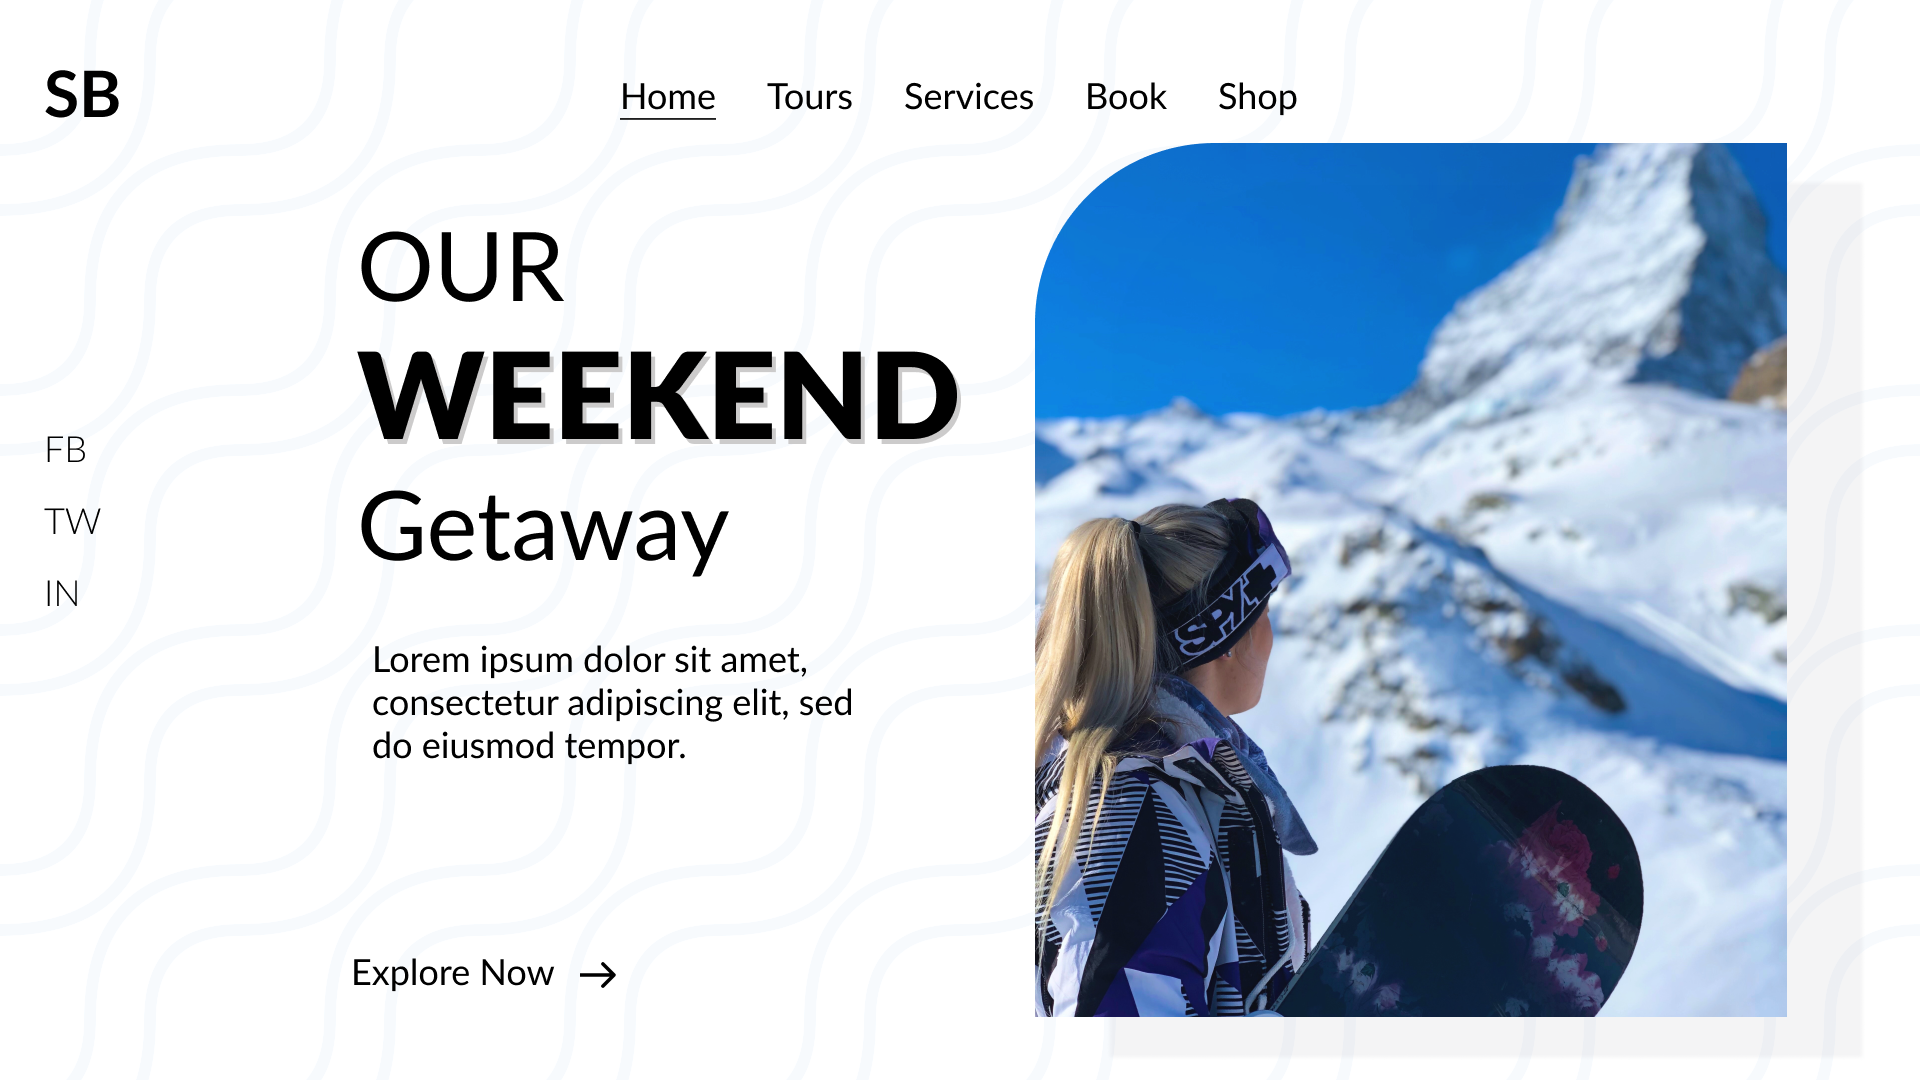 SB
Home Tours Services Book Shop
OUR
WEEKEND
Getaway
FB
TW
IN
Lorem ipsum dolor sit amet,
consectetur adipiscing elit, sed
do eiusmod tempor.
Explore Now →
SPY+